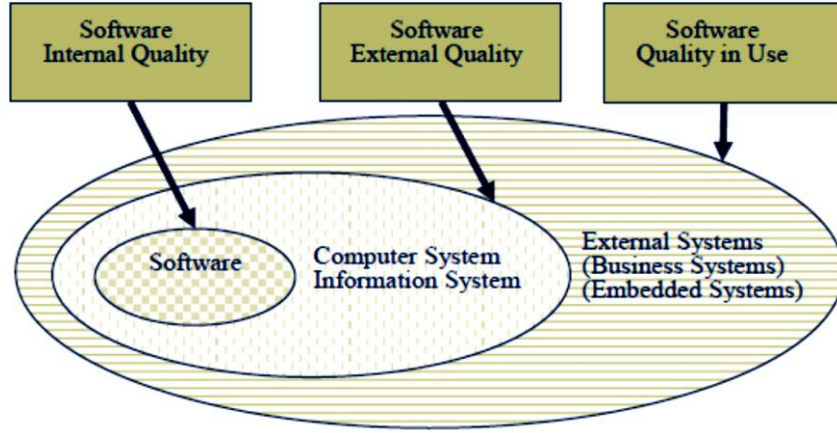 Software
Internal Quality
Software
External Quality
Software
Quality in Use
Software
Computer System
Information System
External Systems
(Business Systems)
(Embedded Systems)